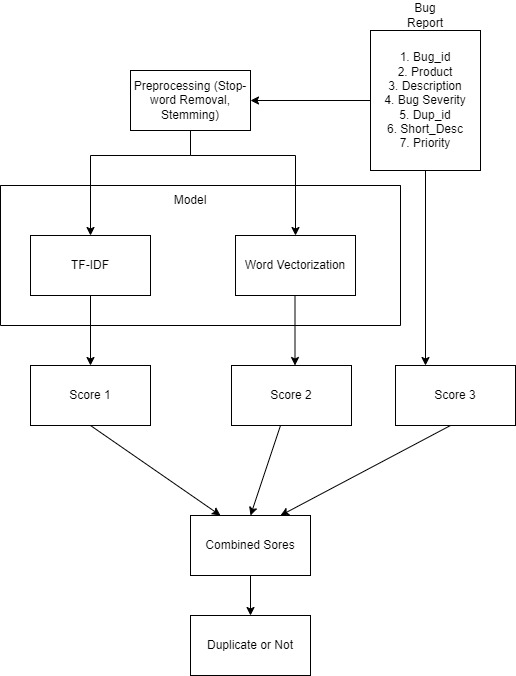 Bug
Report
1. Bug_id
2. Product
3. Description
4. Bug Severity
5. Dup_id
6. Short_Desc
7. Priority
Preprocessing (Stop-
word Removal,
Stemming)
Model
TF-IDF
Word Vectorization
Score 1
Score 2
Score 3
Combined Sores
Duplicate or Not